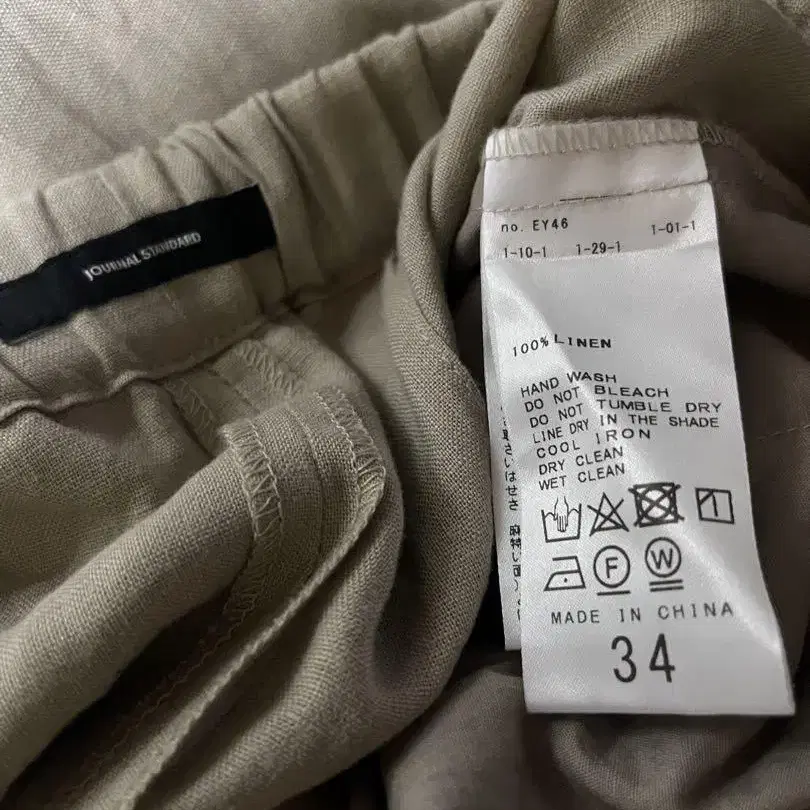 JOURNAL STANDARD
no. EY46
1-01-1
1-10-1 1-29-1
100% LINEN
HAND WASH
DO NOT BLEACH
DO NOT TUMBLE DRY
LINE DRY IN THE SHADE
COOL IRON
DRY CLEAN
WET CLEAN
F W
MADE IN CHINA
34